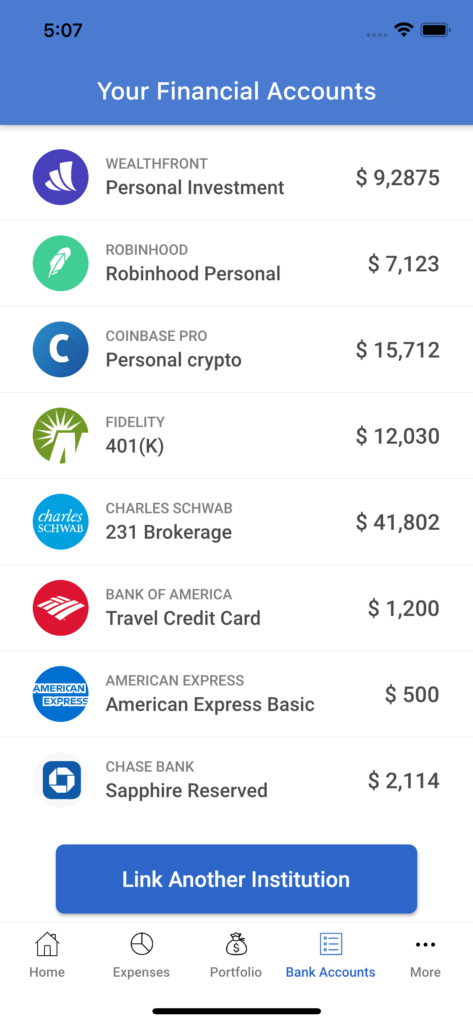 5:07
Your Financial Accounts
WEALTHFRONT
Personal Investment
$ 9,2875
ROBINHOOD
Robinhood Personal
$ 7,123
C
COINBASE PRO
Personal crypto
$ 15,712
FIDELITY
401(K)
$ 12,030
charles
SCHWAB
CHARLES SCHWAB
231 Brokerage
$ 41,802
BANK OF AMERICA
Travel Credit Card
$ 1,200
AMERICAN
EXPRESS
AMERICAN EXPRESS
American Express Basic
$ 500
CHASE BANK
Sapphire Reserved
$ 2,114
Link Another Institution
Home
Expenses
$
Portfolio
Bank Accounts
More